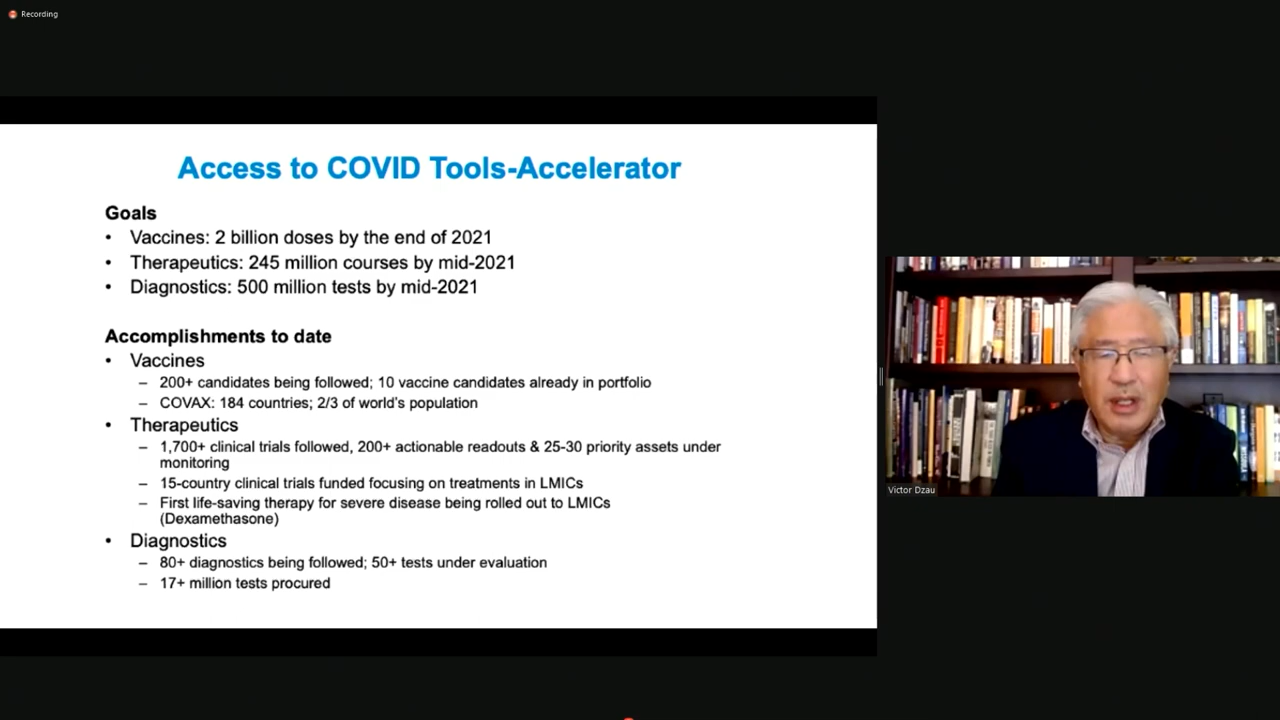 Recording
Access to COVID Tools-Accelerator
Goals
• Vaccines: 2 billion doses by the end of 2021
• Therapeutics: 245 million courses by mid-2021
• Diagnostics: 500 million tests by mid-2021
Accomplishments to date
• Vaccines
– 200+ candidates being followed; 10 vaccine candidates already in portfolio
– COVAX: 184 countries; 2/3 of world's population
• Therapeutics
– 1,700+ clinical trials followed, 200+ actionable readouts & 25-30 priority assets under
monitoring
– 15-country clinical trials funded focusing on treatments in LMICs
– First life-saving therapy for severe disease being rolled out to LMICs
(Dexamethasone)
• Diagnostics
– 80+ diagnostics being followed; 50+ tests under evaluation
– 17+ million tests procured
Victor Dzau